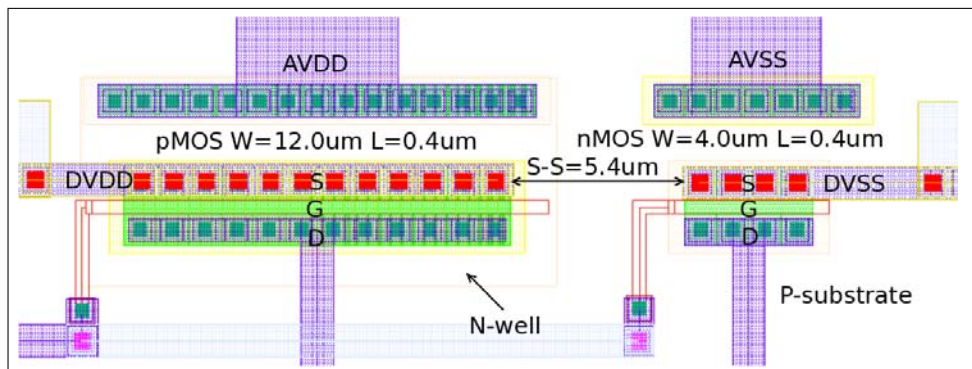 AVDD
AVSS
pMOS W=12.0um L=0.4um
nMOS W=4.0um L=0.4um
S-S=5.4um
DVDD
S
S
DVSS
G
G
D
D
P-substrate
N-well